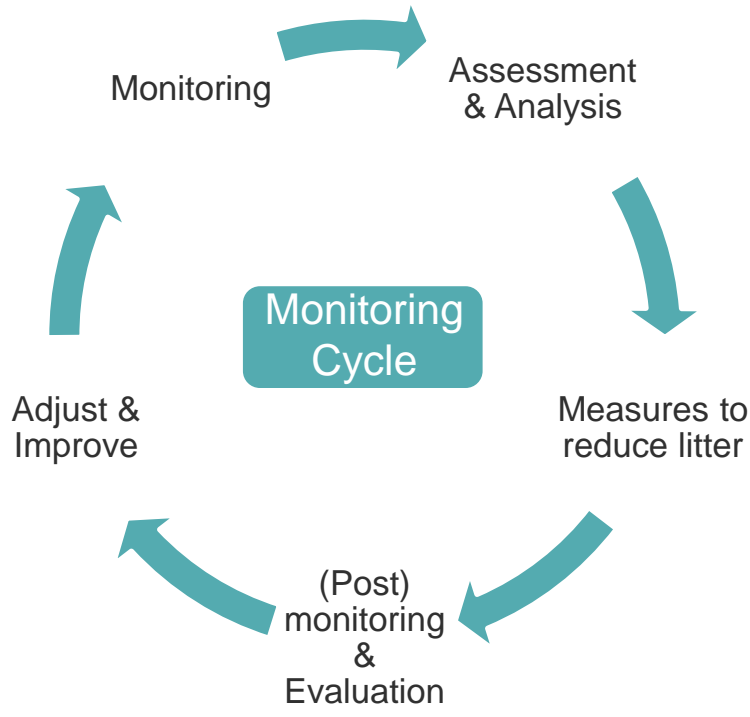 Monitoring
Assessment
& Analysis
Monitoring
Cycle
Measures to
reduce litter
(Post)
monitoring
&
Evaluation
Adjust &
Improve